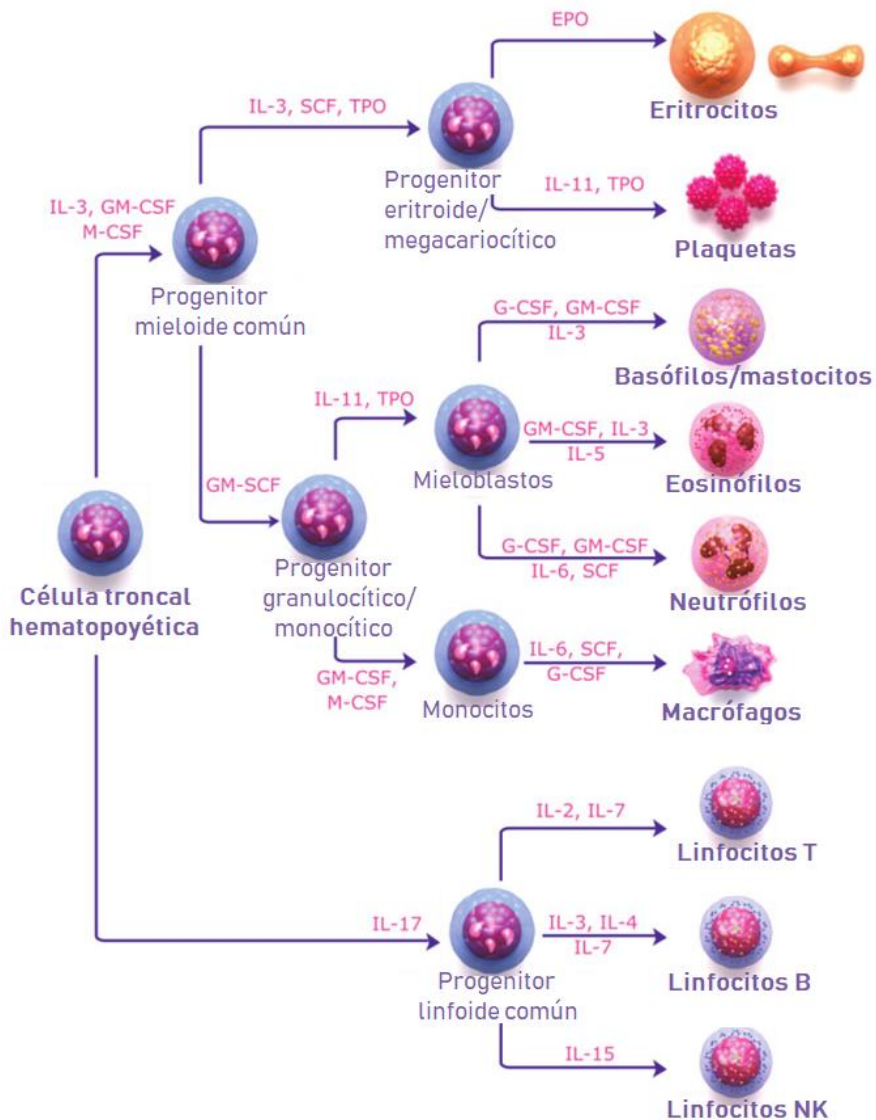 EPO
Eritrocitos
IL-3, SCF, TPO
Progenitor
eritroide/
megacariocítico
IL-11, TPO
Plaquetas
IL-3, GM-CSF
M-CSF
Progenitor
mieloide común
G-CSF, GM-CSF
IL-3
Basófilos/mastocitos
IL-11, TPO
Mieloblastos
GM-CSF, IL-3
IL-5
Eosinófilos
GM-SCF
Progenitor
granulocítico/
monocítico
G-CSF, GM-CSF
IL-6, SCF
Neutrófilos
Célula troncal
hematopoyética
GM-CSF,
M-CSF
Monocitos
IL-6, SCF,
G-CSF
Macrófagos
IL-2, IL-7
Linfocitos T
IL-17
Progenitor
linfoide común
IL-3, IL-4
IL-7
Linfocitos B
IL-15
Linfocitos NK